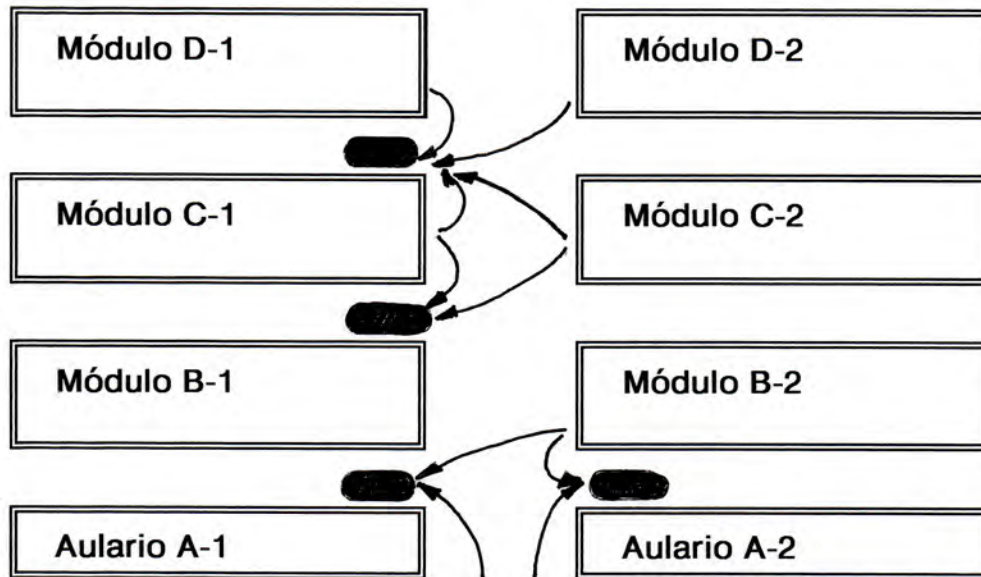 Módulo D-1
Módulo D-2
Módulo C-1
Módulo C-2
Módulo B-1
Módulo B-2
Aulario A-1
Aulario A-2